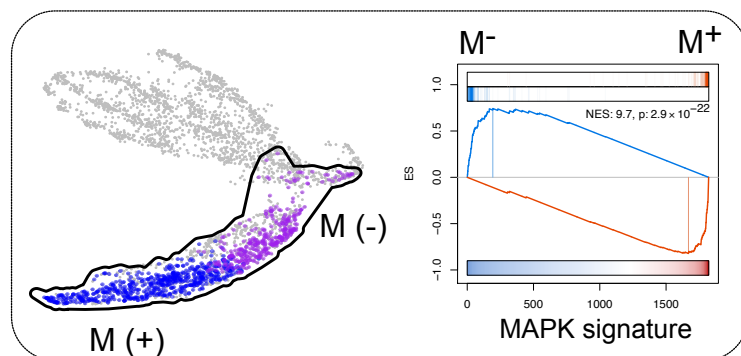 M (-)
M (+)
M- M+
NES: 9.7, p: 2.9 × 10−22
ES
1.0
0.5
0.0
−0.5
−1.0
0 500 1000 1500
MAPK signature